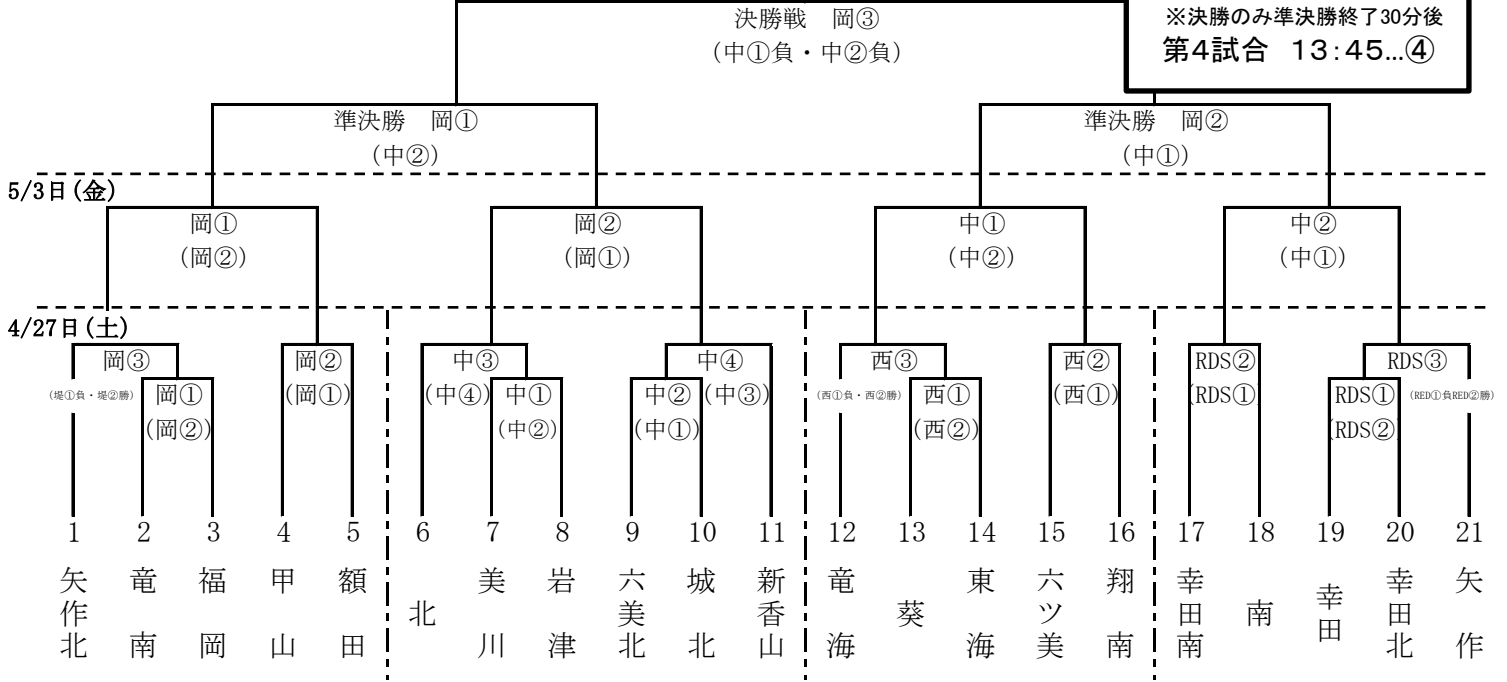 ※決勝のみ準決勝終了30分後
第4試合 13:45…④
決勝戦 岡③
(中①負・中②負)
準決勝 岡①
(中②)
準決勝 岡②
(中①)
5/3日(金)
岡①
(岡②)
岡②
(岡①)
中①
(中②)
中②
(中①)
4/27日(土)
岡③
(堤①負・堤②勝)
岡①
(岡②)
岡②
(岡①)
中③
(中④)
中①
(中②)
中②
(中①)
中④
(中③)
西③
(西①負・西②勝)
西①
(西②)
西②
(西①)
RDS②
(RDS①)
RDS③
(RED①負RED②勝)
RDS①
(RDS②)
1 2 3 4 5 6 7 8 9 10 11 12 13 14 15 16 17 18 19 20 21
矢作北
竜南
福岡
甲山
額田
北
美川
岩津
六美北
城北
新香山
竜海
葵
東海
六ツ美
翔南
幸田南
南
幸田
幸田北
矢作